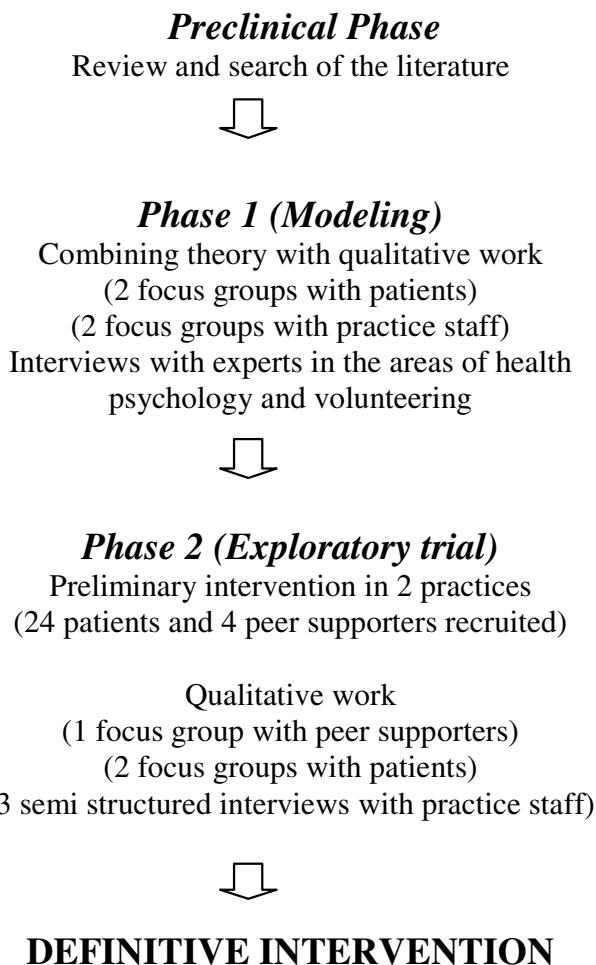 Preclinical Phase
Review and search of the literature
Phase 1 (Modeling)
Combining theory with qualitative work
(2 focus groups with patients)
(2 focus groups with practice staff)
Interviews with experts in the areas of health
psychology and volunteering
Phase 2 (Exploratory trial)
Preliminary intervention in 2 practices
(24 patients and 4 peer supporters recruited)
Qualitative work
(1 focus group with peer supporters)
(2 focus groups with patients)
3 semi structured interviews with practice staff)
DEFINITIVE INTERVENTION